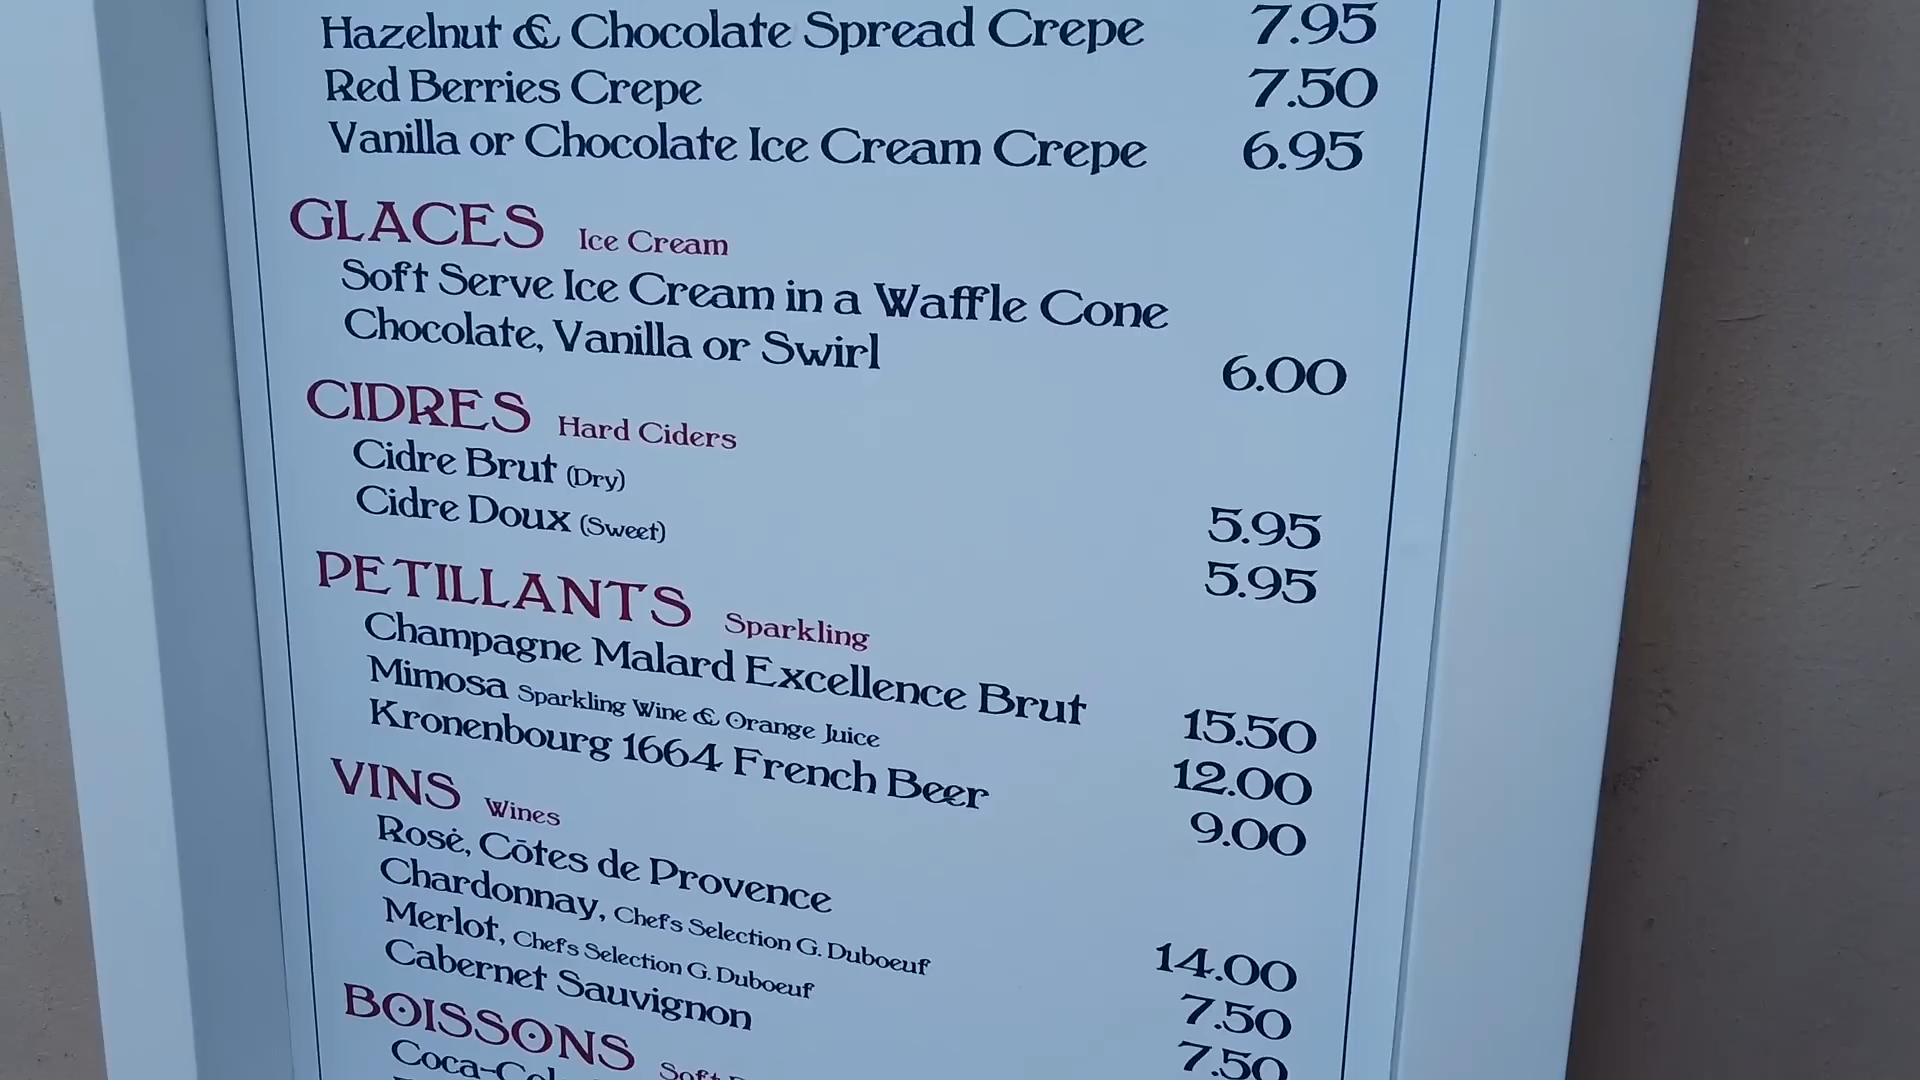 Hazelnut & Chocolate Spread Crepe 7.95
Red Berries Crepe 7.50
Vanilla or Chocolate Ice Cream Crepe 6.95
GLACES Ice Cream
Soft Serve Ice Cream in a Waffle Cone
Chocolate, Vanilla or Swirl 6.00
CIDRES Hard Ciders
Cidre Brut (Dry) 5.95
Cidre Doux (Sweet) 5.95
PETILLANTS Sparkling
Champagne Malard Excellence Brut 15.50
Mimosa Sparkling Wine & Orange Juice 12.00
Kronenbourg 1664 French Beer 9.00
VINS Wines
Rosé, Côtes de Provence 14.00
Chardonnay, Chef's Selection G. Duboeuf 7.50
Merlot, Chef's Selection G. Duboeuf 7.50
Cabernet Sauvignon
BOISSONS